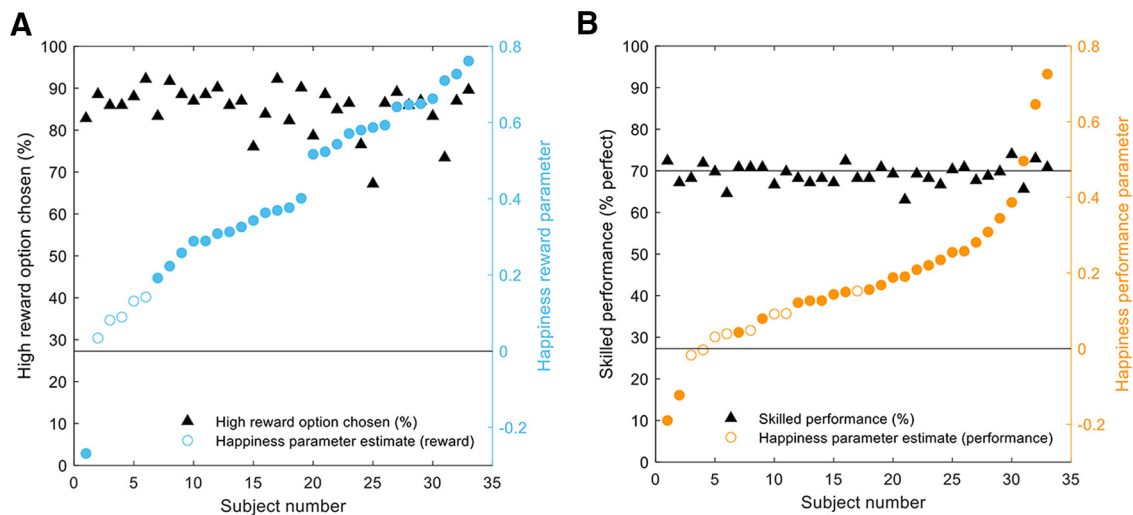 A
High reward option chosen (%)
100
90
80
70
60
50
40
30
20
10
0
0 5 10 15 20 25 30 35
Subject number
0.8
0.6
0.4
0.2
0
-0.2
Happiness reward parameter
High reward option chosen (%)
Happiness parameter estimate (reward)
B
Skilled performance (% perfect)
100
90
80
70
60
50
40
30
20
10
0
0 5 10 15 20 25 30 35
Subject number
0.8
0.6
0.4
0.2
0
-0.2
Happiness performance parameter
Skilled performance (%)
Happiness parameter estimate (performance)